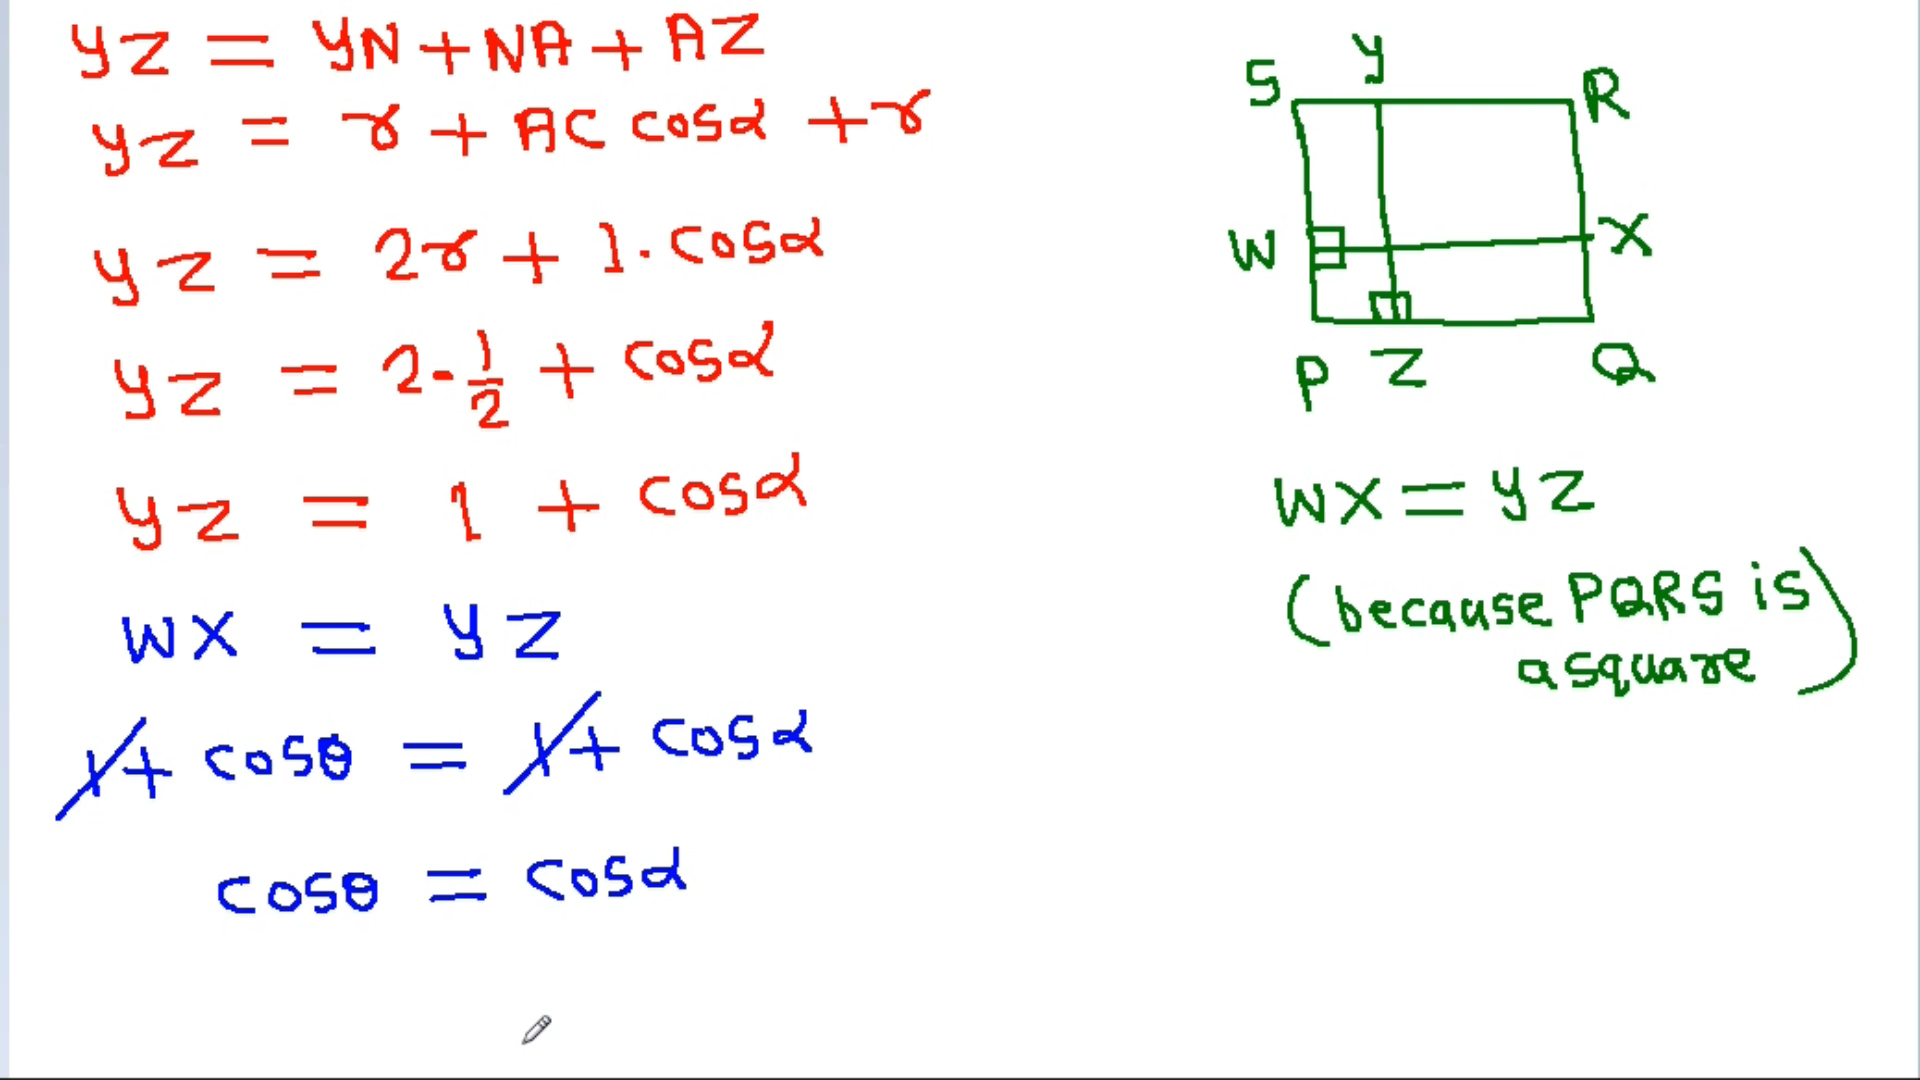 yz = yN + NA + AZ
yz = r + AC cosα + r
yz = 2r + 1. cosα
yz = 2 - 1/2 + cosα
yz = 1 + cosα
WX = yz
1+ cosθ = 1+ cosα
cosθ = cosα
S y R
W X
P Z Q
WX = yz
(because PQRS is
a square)